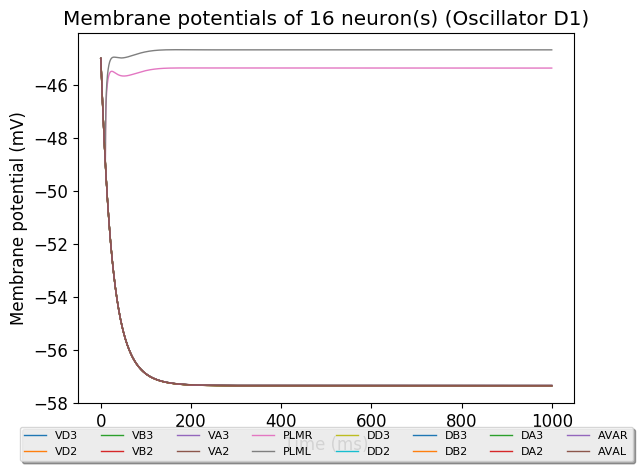 Membrane potentials of 16 neuron(s) (Oscillator D1)
Membrane potential (mV)
−46
−48
−50
−52
−54
−56
−58
0 200 400 600 800 1000
Time (ms)
VD3 VB3 VA3 PLMR DD3 DB3 DA3 AVAR
VD2 VB2 VA2 PLML DD2 DB2 DA2 AVAL